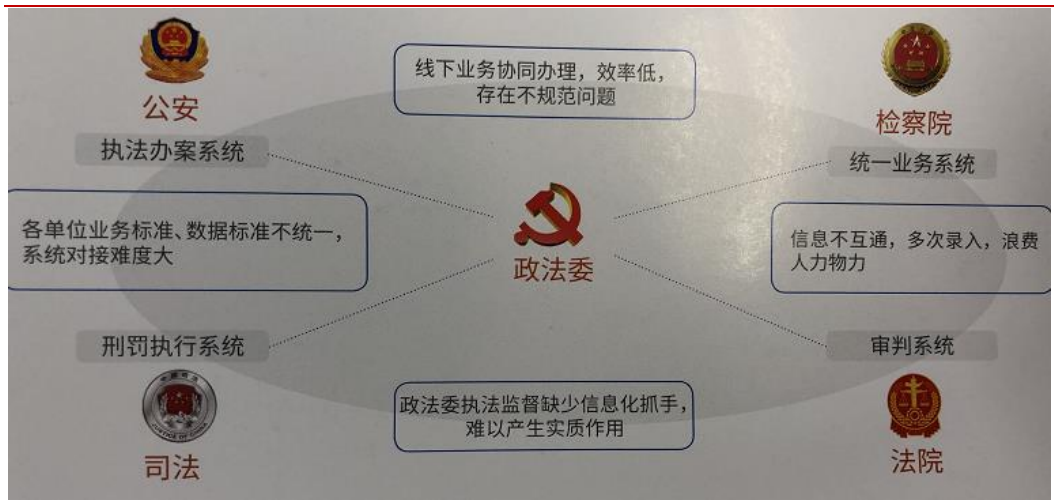 线下业务协同办理，效率低，
存在不规范问题
公安
检察院
执法办案系统
统一业务系统
各单位业务标准、数据标准不统一，
系统对接难度大
政法委
信息不互通，多次录入，浪费
人力物力
刑罚执行系统
审判系统
政法委执法监督缺少信息化抓手，
难以产生实质作用
司法
法院